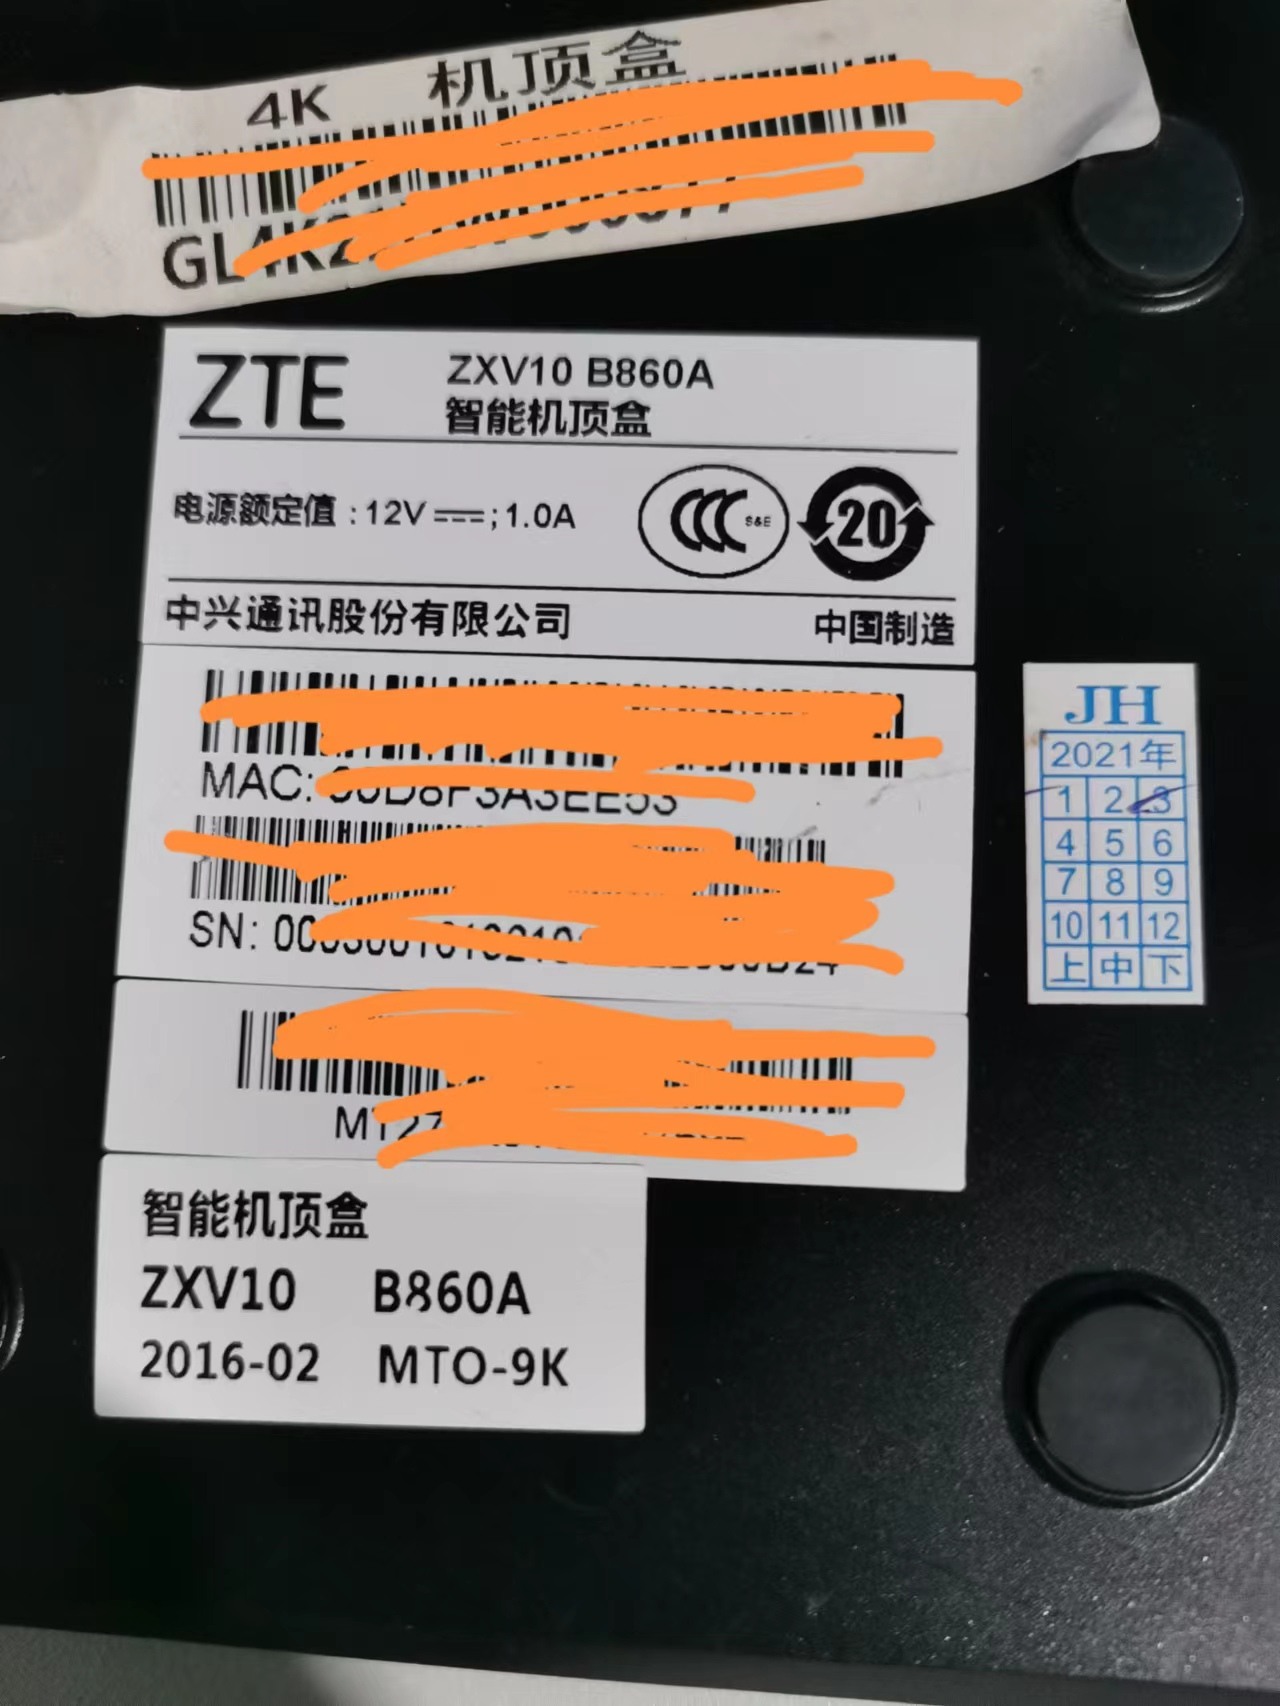 4K 机顶盒
ZTE ZXV10 B860A
智能机顶盒
电源额定值：12V ⎓；1.0A
CCC S&E 20
中兴通讯股份有限公司 中国制造
MAC:
SN:
智能机顶盒
ZXV10 B860A
2016-02 MTO-9K
JH
2021年
1 2 3
4 5 6
7 8 9
10 11 12
上 中 下